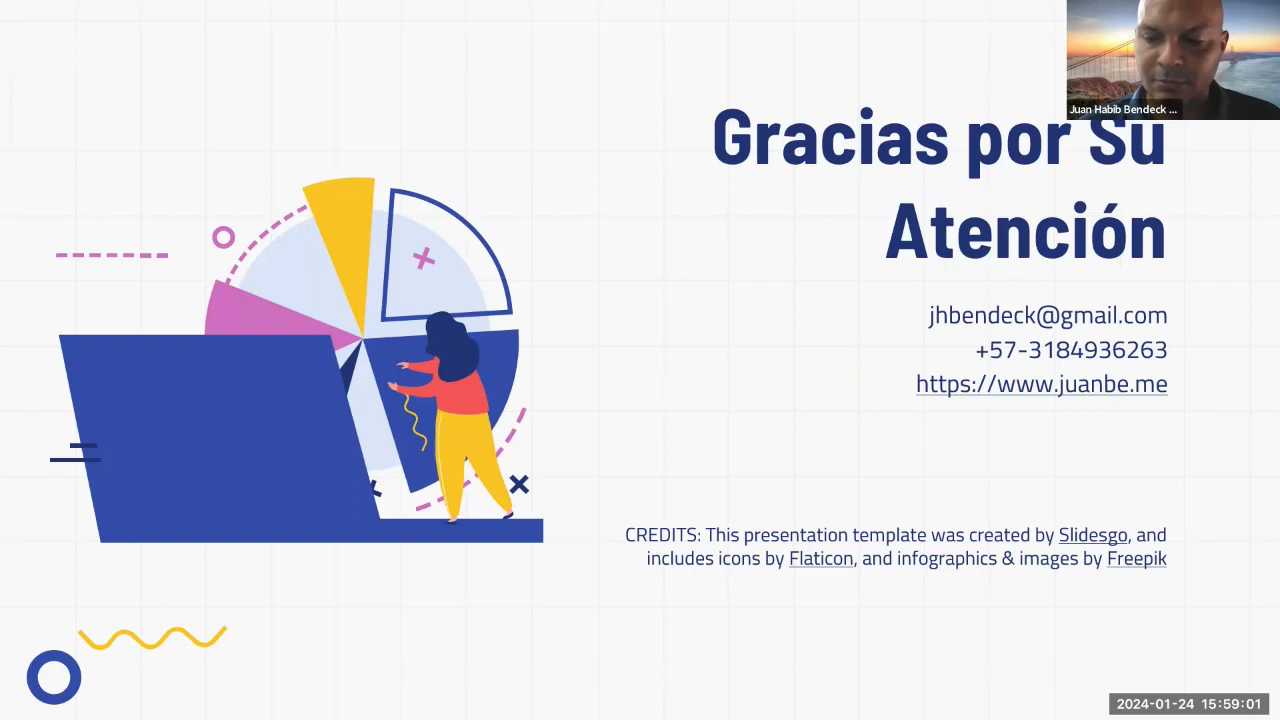 Juan Habib Bendeck ...
Gracias por Su
Atención
jhbendeck@gmail.com
+57-3184936263
https://www.juanbe.me
CREDITS: This presentation template was created by Slidesgo, and
includes icons by Flaticon, and infographics & images by Freepik
2024-01-24 15:59:01